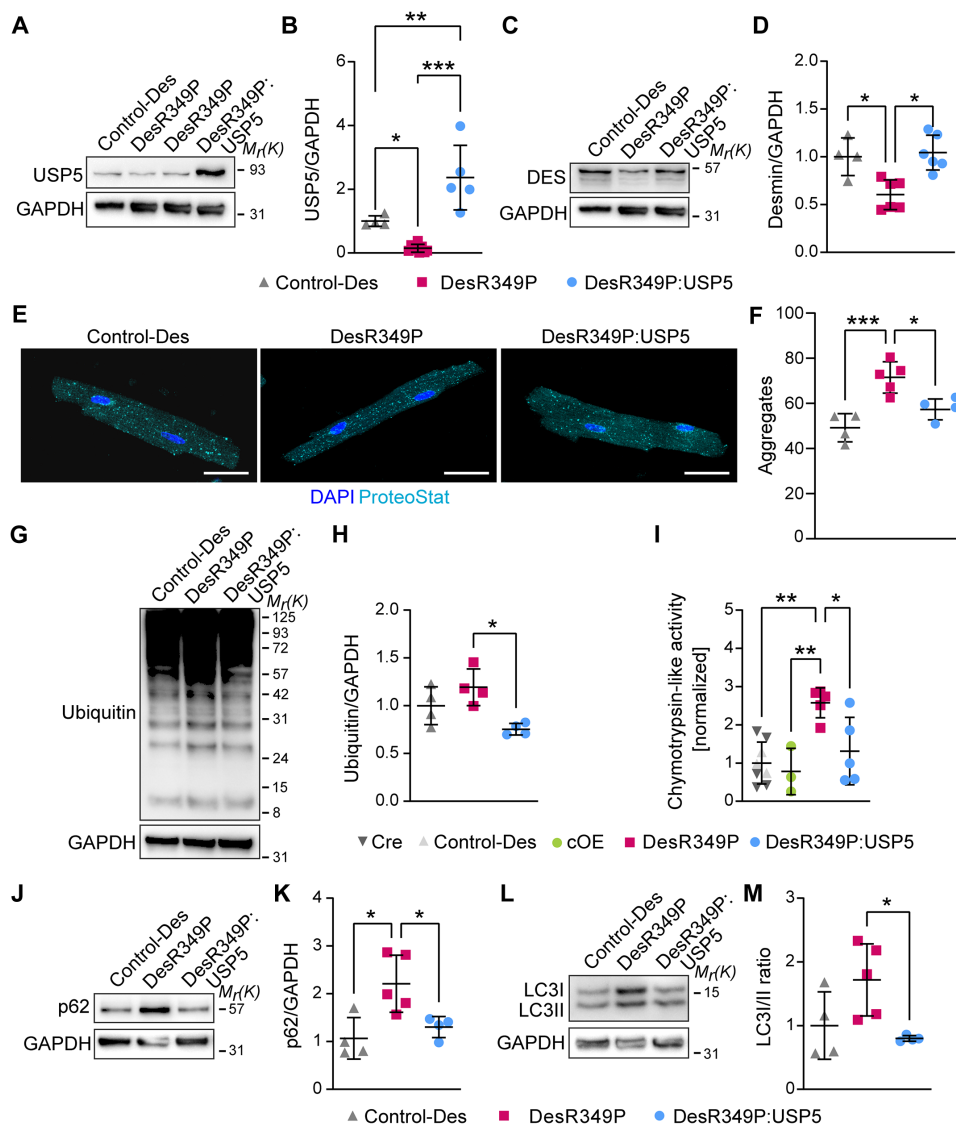 A
Control-Des
DesR349P
DesR349P
DesR349P:
USP5
Mr(K)
USP5
93
GAPDH
31
B
USP5/GAPDH
**
***
*
6
4
2
0
C
Control-Des
DesR349P
DesR349P:
USP5
Mr(K)
DES
57
GAPDH
31
D
Desmin/GAPDH
* *
1.5
1.0
0.5
0.0
Control-Des DesR349P DesR349P:USP5
E
Control-Des DesR349P DesR349P:USP5
DAPI ProteoStat
F
Aggregates
*** *
100
80
60
40
20
0
G
Control-Des
DesR349P
DesR349P:
USP5
Mr(K)
125
93
72
57
42
31
24
15
8
Ubiquitin
GAPDH
31
H
Ubiquitin/GAPDH
*
2.0
1.5
1.0
0.5
0.0
I
Chymotrypsin-like activity
[normalized]
** *
**
5
4
3
2
1
0
Cre Control-Des cOE DesR349P DesR349P:USP5
J
Control-Des
DesR349P
DesR349P:
USP5
Mr(K)
p62
57
GAPDH
31
K
p62/GAPDH
* *
4
3
2
1
0
L
Control-Des
DesR349P
DesR349P:
USP5
Mr(K)
LC3I
15
LC3II
GAPDH
31
M
LC3I/II ratio
*
3
2
1
0
Control-Des DesR349P DesR349P:USP5